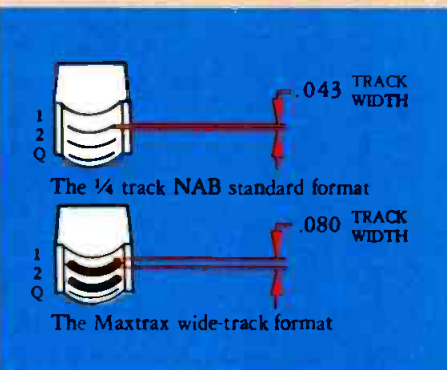 .043 TRACK WIDTH
1
2
Q
The ¼ track NAB standard format
.080 TRACK WIDTH
1
2
Q
The Maxtrax wide-track format